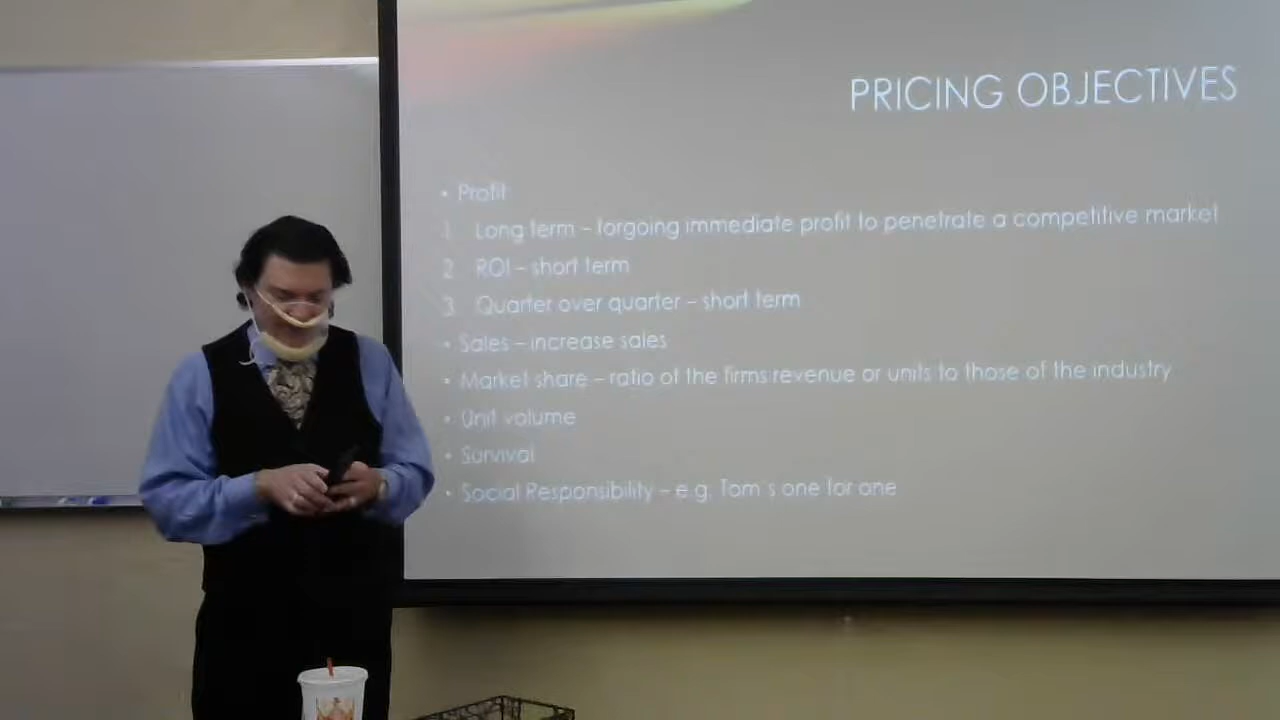 PRICING OBJECTIVES
• Profit
1. Long term – forgoing immediate profit to penetrate a competitive market
2. ROI – short term
3. Quarter over quarter – short term
• Sales – increase sales
• Market share – ratio of the firms revenue or units to those of the industry
• Unit volume
• Survival
• Social Responsibility – e.g. Tom s one for one